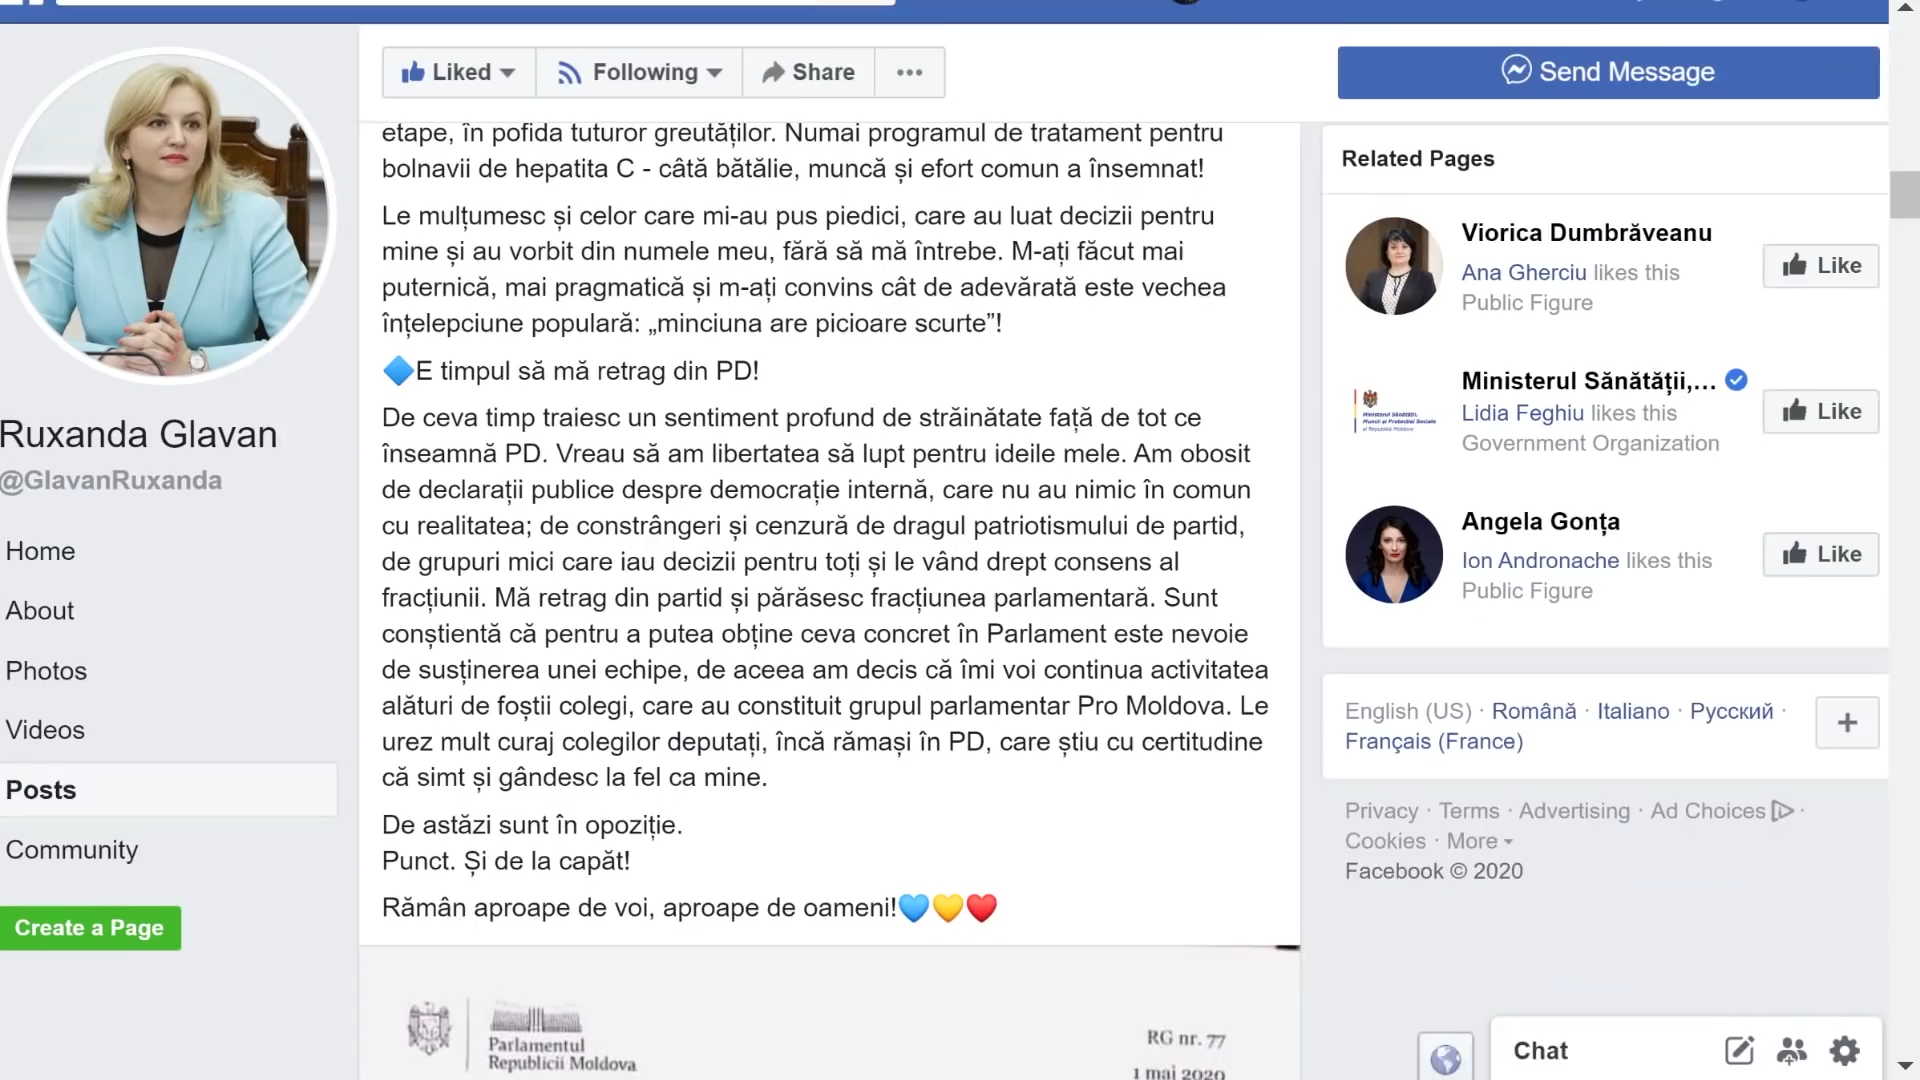 Liked
Following
Share
Send Message
etape, în pofida tuturor greutăților. Numai programul de tratament pentru
bolnavii de hepatita C - câtă bătălie, muncă și efort comun a însemnat!
Le mulțumesc și celor care mi-au pus piedici, care au luat decizii pentru
mine și au vorbit din numele meu, fără să mă întrebe. M-ați făcut mai
puternică, mai pragmatică și m-ați convins cât de adevărată este vechea
înțelepciune populară: „minciuna are picioare scurte”!
🔷E timpul să mă retrag din PD!
De ceva timp traiesc un sentiment profund de străinătate față de tot ce
înseamnă PD. Vreau să am libertatea să lupt pentru ideile mele. Am obosit
de declarații publice despre democrație internă, care nu au nimic în comun
cu realitatea; de constrângeri și cenzură de dragul patriotismului de partid,
de grupuri mici care iau decizii pentru toți și le vând drept consens al
fracțiunii. Mă retrag din partid și părăsesc fracțiunea parlamentară. Sunt
conștientă că pentru a putea obține ceva concret în Parlament este nevoie
de susținerea unei echipe, de aceea am decis că îmi voi continua activitatea
alături de foștii colegi, care au constituit grupul parlamentar Pro Moldova. Le
urez mult curaj colegilor deputați, încă rămași în PD, care știu cu certitudine
că simt și gândesc la fel ca mine.
De astăzi sunt în opoziție.
Punct. Și de la capăt!
Rămân aproape de voi, aproape de oameni!💙💛❤️
Parlamentul
Republicii Moldova
RG nr. 77
1 mai 2020
Ruxanda Glavan
@GlavanRuxanda
Home
About
Photos
Videos
Posts
Community
Create a Page
Related Pages
Viorica Dumbrăveanu
Ana Gherciu likes this
Public Figure
Like
Ministerul Sănătății,...
Lidia Feghiu likes this
Government Organization
Like
Ministerul Sănătății,
Muncii și Protecției Sociale
al Republicii Moldova
Angela Gonța
Ion Andronache likes this
Public Figure
Like
English (US) · Română · Italiano · Русский ·
Français (France)
Privacy · Terms · Advertising · Ad Choices ·
Cookies · More
Facebook © 2020
Chat